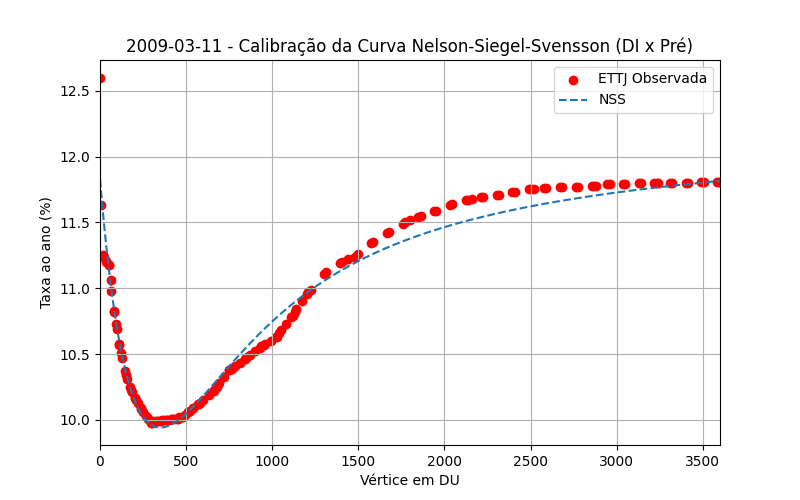 2009-03-11 - Calibração da Curva Nelson-Siegel-Svensson (DI x Pré)
ETTJ Observada
NSS
Taxa ao ano (%)
12.5
12.0
11.5
11.0
10.5
10.0
0 500 1000 1500 2000 2500 3000 3500
Vértice em DU